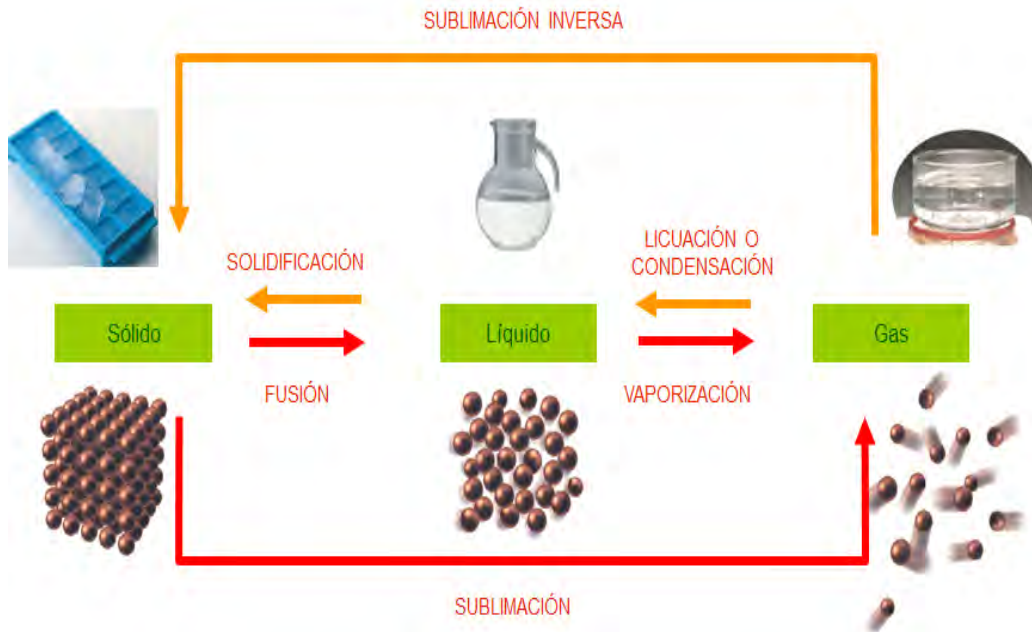 SUBLIMACIÓN INVERSA
LICUACIÓN O
CONDENSACIÓN
SOLIDIFICACIÓN
Sólido
Líquido
Gas
FUSIÓN
VAPORIZACIÓN
SUBLIMACIÓN